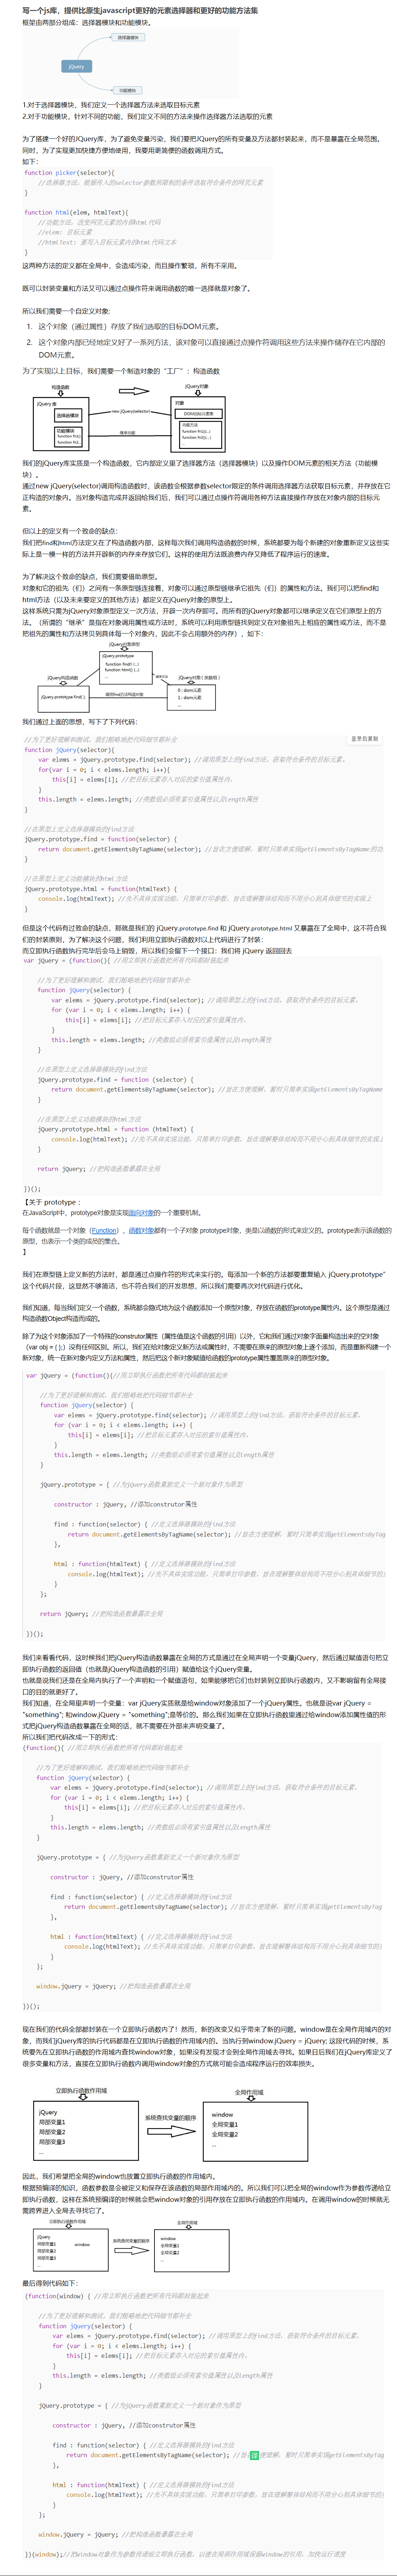 写一个js库，提供比原生javascript更好的元素选择器和更好的功能方法集
框架由两部分组成：选择器模块和功能模块。
选择器模块
jQuery
功能模块
1.对于选择器模块，我们定义一个选择器方法来选取目标元素
2.对于功能模块，针对不同的功能，我们定义不同的方法来操作选择器方法选取的元素
为了搭建一个好的JQuery库，为了避免变量污染，我们要把JQuery的所有变量及方法都封装起来，而不是暴露在全局范围。
同时，为了实现更加快捷方便地使用，我要用更简便的函数调用方式。
如下：
function picker(selector){
//选择器方法，能据传入的selector参数所限制的条件选取符合条件的网页元素
}
function html(elem, htmlText){
//功能方法，改变网页元素的内部html代码
//elem: 目标元素
//htmlText: 要写入目标元素内的html代码文本
}
这两种方法的定义都在全局中，会造成污染，而且操作繁琐，所有不采用。
既可以封装变量和方法又可以通过点操作符来调用函数的唯一选择就是对象了。
所以我们需要一个自定义对象:
1. 这个对象（通过属性）存放了我们选取的目标DOM元素。
2. 这个对象内部已经地定义好了一系列方法，该对象可以直接通过点操作符调用这些方法来操作储存在它内部的
DOM元素。
为了实现以上目标，我们需要一个制造对象的“工厂”：构造函数
构造函数
jQuery对象
jQuery 库
选择器模块
功能模块
function fn1(){
function fn2(...
new jQuery(selector)
继承功能
对象
DOM目标元素集
功能方法
function fn1(...)
function fn2(...)
我们的jQuery库实质是一个构造函数，它内部定义里了选择器方法（选择器模块）以及操作DOM元素的相关方法（功能模
块）。
通过new jQuery(selector)调用构造函数时，该函数会根据参数selector限定的条件调用选择器方法获取目标元素，并存放在它
正构造的对象内。当对象构造完成并返回给我们后，我们可以通过点操作符调用各种方法直接操作存放在对象内部的目标元
素。
但以上的定义有一个致命的缺点：
我们把find和html方法定义在了构造函数内部，这样每次我们调用构造函数的时候，系统都要为每个新建的对象重新定义这些实
际上是一模一样的方法并开辟新的内存来存放它们。这样的使用方法既浪费内存又降低了程序运行的速度。
为了解决这个致命的缺点，我们需要借助原型。
对象和它的祖先（们）之间有一条原型链连接着，对象可以通过原型链继承它祖先（们）的属性和方法。我们可以把find和
html方法（以及未来要定义的其他方法）都定义在jQuery对象的原型上。
这样系统只需为jQuery对象原型定义一次方法，开辟一次内存即可。而所有的jQuery对象都可以继承定义在它们原型上的方
法。（所谓的“继承”是指在对象调用属性或方法时，系统可以利用原型链找到定义在对象祖先上相应的属性或方法，而不是
把祖先的属性和方法拷贝到具体每一个对象内，因此不会占用额外的内存），如下：
jQuery对象原型
jQuery.prototype
function find( {...}
function html() {...}
...
jQuery构造函数
jQuery.prototype.find( );
调用find方法构造对象
jQuery对象（类数组）
0 : dom元素
1 : dom元素
...
我们通过上面的思想，写下了下列代码：
登录后复制
//为了更好理解和测试，我们粗略地把代码细节都补全
function jQuery(selector){
var elems = jQuery.prototype.find(selector); //调用原型上的find方法，获取符合条件的目标元素。
for(var i = 0; i < elems.length; i++){
this[i] = elems[i]; //把目标元素存入对应的索引值属性内。
}
this.length = elems.length; //类数组必须有索引值属性以及length属性
}
//在原型上定义选择器模块的find方法
jQuery.prototype.find = function(selector) {
return document.getElementsByTagName(selector); //旨在方便理解，暂时只简单实现getElementsByTagName的功
}
//在原型上定义功能模块的html方法
jQuery.prototype.html = function(htmlText) {
console.log(htmlText); //先不具体实现功能，只简单打印参数，旨在理解整体结构而不用分心到具体细节的实现上
}
但是这个代码有过致命的缺点，那就是我们的 jQuery.prototype.find 和 jQuery.prototype.html 又暴露在了全局中，这不符合我
们的封装原则，为了解决这个问题，我们利用立即执行函数对以上代码进行了封装：
而立即执行函数执行完毕后会马上销毁，所以我们会留下一个接口：我们将 jQuery 返回回去
var jQuery = (function(){ //用立即执行函数把所有代码都封装起来
//为了更好理解和测试，我们粗略地把代码细节都补全
function jQuery(selector) {
var elems = jQuery.prototype.find(selector); //调用原型上的find方法，获取符合条件的目标元素。
for (var i = 0; i < elems.length; i++) {
this[i] = elems[i]; //把目标元素存入对应的索引值属性内。
}
this.length = elems.length; //类数组必须有索引值属性以及length属性
}
//在原型上定义选择器模块的find方法
jQuery.prototype.find = function (selector) {
return document.getElementsByTagName(selector); //旨在方便理解，暂时只简单实现getElementsByTagName
}
//在原型上定义功能模块的html方法
jQuery.prototype.html = function (htmlText) {
console.log(htmlText); //先不具体实现功能，只简单打印参数，旨在理解整体结构而不用分心到具体细节的实现上
}
return jQuery; //把构造函数暴露在全局
})();
【关于 prototype ：
在JavaScript中，prototype对象是实现面向对象的一个重要机制。
每个函数就是一个对象（Function），函数对象都有一个子对象 prototype对象，类是以函数的形式来定义的。prototype表示该函数的
原型，也表示一个类的成员的集合。
】
我们在原型链上定义新的方法时，都是通过点操作符的形式来实行的。每添加一个新的方法都要重复输入 jQuery.prototype"
这个代码片段，这显然不够简洁，也不符合我们的开发思想，所以我们需要再次对代码进行优化。
我们知道，每当我们定义一个函数，系统都会隐式地为这个函数添加一个原型对象，存放在函数的prototype属性内。这个原型是通过
构造函数Object构造而成的。
除了为这个对象添加了一个特殊的construtor属性（属性值是这个函数的引用）以外，它和我们通过对象字面量构造出来的空对象
（var obj = { };）没有任何区别。所以，我们在给对象定义新方法或属性时，不需要在原来的原型对象上逐个添加，而是重新构建一个
新对象，统一在新对象内定义方法和属性，然后把这个新对象赋值给函数的prototype属性覆盖原来的原型对象。
var jQuery = (function(){//用立即执行函数把所有代码都封装起来
//为了更好理解和测试，我们粗略地把代码细节都补全
function jQuery(selector) {
var elems = jQuery.prototype.find(selector); //调用原型上的find方法，获取符合条件的目标元素。
for (var i = 0; i < elems.length; i++) {
this[i] = elems[i]; //把目标元素存入对应的索引值属性内。
}
this.length = elems.length; //类数组必须有索引值属性以及length属性
}
jQuery.prototype = { //为jQuery函数重新定义一个新对象作为原型
constructor : jQuery, //添加construtor属性
find : function(selector) { //定义选择器模块的find方法
return document.getElementsByTagName(selector); //旨在方便理解，暂时只简单实现getElementsByTag
},
html : function(htmlText) { //定义选择器模块的find方法
console.log(htmlText); //先不具体实现功能，只简单打印参数，旨在理解整体结构而不用分心到具体细节的实
}
};
return jQuery; //把构造函数暴露在全局
})();
我们来看看代码，这时候我们把jQuery构造函数暴露在全局的方式是通过在全局声明一个变量jQuery，然后通过赋值语句把立
即执行函数的返回值（也就是jQuery构造函数的引用）赋值给这个jQuery变量。
也就是说我们还是在全局内执行了一个声明和一个赋值语句，如果能够把它们也封装到立即执行函数内，又不影响留有全局接
口的目的就更好了。
我们知道，在全局里声明一个变量：var jQuery实质就是给window对象添加了一个jQuery属性。也就是说var jQuery =
"something"; 和window.jQuery = "something";是等价的。那么我们如果在立即执行函数里通过给window添加属性值的形
式把jQuery构造函数暴露在全局的话，就不需要在外部来声明变量了。
所以我们把代码改成一下的形式：
(function(){ //用立即执行函数把所有代码都封装起来
//为了更好理解和测试，我们粗略地把代码细节都补全
function jQuery(selector) {
var elems = jQuery.prototype.find(selector); //调用原型上的find方法，获取符合条件的目标元素。
for (var i = 0; i < elems.length; i++) {
this[i] = elems[i]; //把目标元素存入对应的索引值属性内。
}
this.length = elems.length; //类数组必须有索引值属性以及length属性
}
jQuery.prototype = { //为jQuery函数重新定义一个新对象作为原型
constructor : jQuery, //添加construtor属性
find : function(selector) { //定义选择器模块的find方法
return document.getElementsByTagName(selector); //旨在方便理解，暂时只简单实现getElementsByTag
},
html : function(htmlText) { //定义选择器模块的find方法
console.log(htmlText); //先不具体实现功能，只简单打印参数，旨在理解整体结构而不用分心到具体细节的实
}
};
window.jQuery = jQuery; //把构造函数暴露在全局
})();
现在我们的代码全部都封装在一个立即执行函数内了！然而，新的改变又似乎带来了新的问题。window是在全局作用域内的对
象，而我们jQuery库的执行代码都是在立即执行函数的作用域内的。当执行到window.jQuery = jQuery; 这段代码的时候，系
统要先在立即执行函数的作用域内查找window对象，如果没有发现才会到全局作用域去寻找。如果日后我们在jQuery库定义了
很多变量和方法，直接在立即执行函数内调用window对象的方式就可能会造成程序运行的效率损失。
立即执行函数作用域
jQuery
局部变量1
局部变量2
局部变量3
...
系统查找变量的顺序
全局作用域
window
全局变量1
全局变量2
...
因此，我们希望把全局的window也放置立即执行函数的作用域内。
根据预编译的知识，函数参数是会被定义和保存在该函数的局部作用域内的。所以我们可以把全局的window作为参数传递给立
即执行函数，这样在系统预编译的时候就会把window对象的引用存放在立即执行函数的作用域内。在调用window的时候就无
需跨界进入全局去寻找它了。
立即执行函数作用域
jQuery
局部变量1
局部变量2
局部变量3
...
window
系统查找变量的顺序
全局作用域
window
全局变量1
全局变量2
...
最后得到代码如下：
(function(window) { //用立即执行函数把所有代码都封装起来
//为了更好理解和测试，我们粗略地把代码细节都补全
function jQuery(selector) {
var elems = jQuery.prototype.find(selector); //调用原型上的find方法，获取符合条件的目标元素。
for (var i = 0; i < elems.length; i++) {
this[i] = elems[i]; //把目标元素存入对应的索引值属性内。
}
this.length = elems.length; //类数组必须有索引值属性以及length属性
}
jQuery.prototype = { //为jQuery函数重新定义一个新对象作为原型
constructor : jQuery, //添加construtor属性
find : function(selector) { //定义选择器模块的find方法
return document.getElementsByTagName(selector); //旨 译 便理解，暂时只简单实现getElementsByTag
},
html : function(htmlText) { //定义选择器模块的find方法
console.log(htmlText); //先不具体实现功能，只简单打印参数，旨在理解整体结构而不用分心到具体细节的实
}
};
window.jQuery = jQuery; //把构造函数暴露在全局
})(window);//把window对象作为参数传递给立即执行函数，以便在局部作用域保留window的引用，加快运行速度